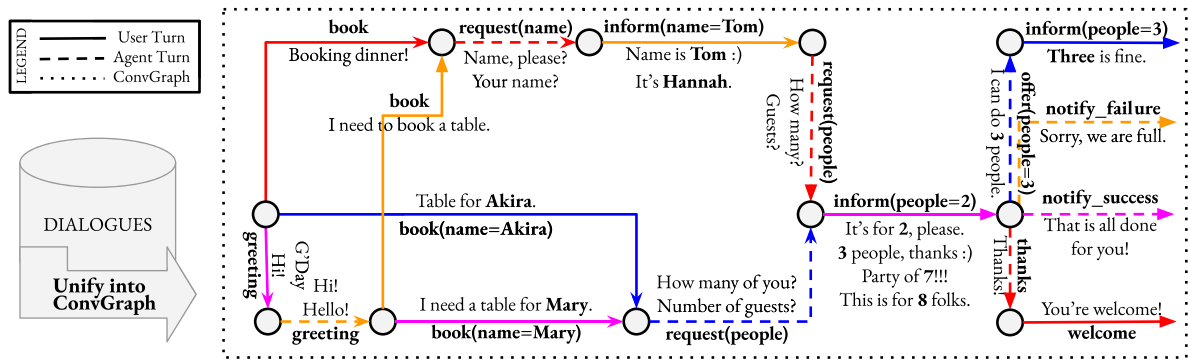 LEGEND
User Turn
Agent Turn
ConvGraph
DIALOGUES
Unify into
ConvGraph
book
Booking dinner!
request(name)
Name, please?
Your name?
inform(name=Tom)
Name is Tom :)
It's Hannah.
book
I need to book a table.
request(people)
How many?
Guests?
Table for Akira.
book(name=Akira)
greeting
Hi!
G'Day
Hi!
Hello!
greeting
I need a table for Mary.
book(name=Mary)
How many of you?
Number of guests?
request(people)
inform(people=2)
It's for 2, please.
3 people, thanks :)
Party of 7!!!
This is for 8 folks.
offer(people=3)
I can do 3 people.
inform(people=3)
Three is fine.
notify_failure
Sorry, we are full.
notify_success
That is all done
for you!
thanks
Thanks!
You're welcome!
welcome